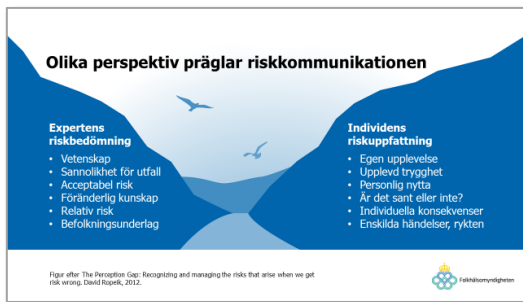 Olika perspektiv präglar riskkommunikationen
Expertens
riskbedömning
• Vetenskap
• Sannolikhet för utfall
• Acceptabel risk
• Föränderlig kunskap
• Relativ risk
• Befolkningsunderlag
Individens
riskuppfattning
• Egen upplevelse
• Upplevd trygghet
• Personlig nytta
• Är det sant eller inte?
• Individuella konsekvenser
• Enskilda händelser, rykten
Figur efter The Perception Gap: Recognizing and managing the risks that arise when we get
risk wrong. David Ropeik, 2012.
Folkhälsomyndigheten